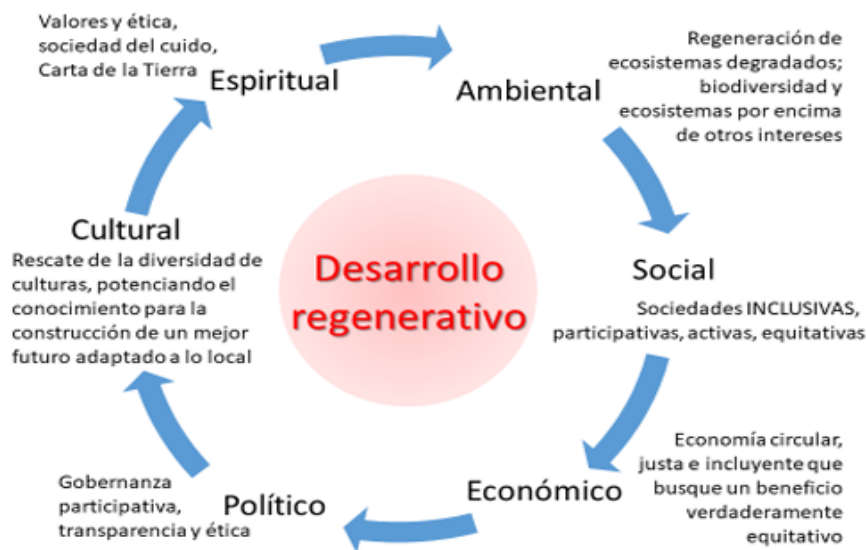 Valores y ética,
sociedad del cuido,
Carta de la Tierra
Espiritual
Ambiental
Regeneración de
ecosistemas degradados;
biodiversidad y
ecosistemas por encima
de otros intereses
Social
Sociedades INCLUSIVAS,
participativas, activas, equitativas
Económico
Economía circular,
justa e incluyente que
busque un beneficio
verdaderamente
equitativo
Político
Gobernanza
participativa,
transparencia y ética
Cultural
Rescate de la diversidad de
culturas, potenciando el
conocimiento para la
construcción de un mejor
futuro adaptado a lo local
Desarrollo
regenerativo